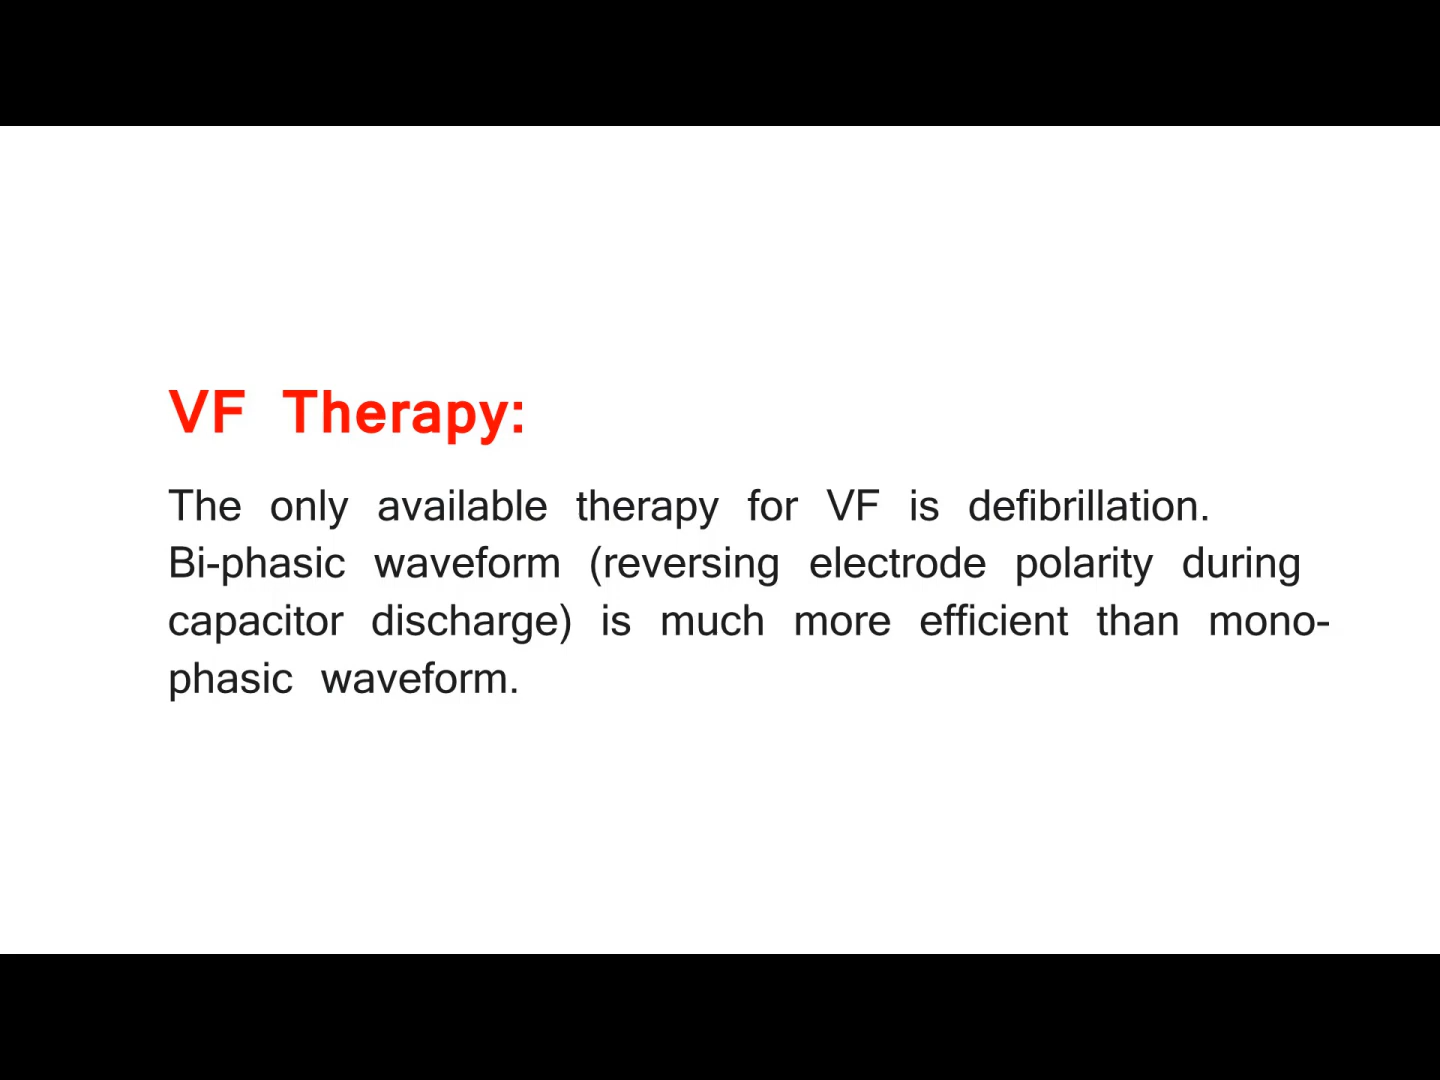 VF Therapy:
The only available therapy for VF is defibrillation.
Bi-phasic waveform (reversing electrode polarity during
capacitor discharge) is much more efficient than mono-
phasic waveform.